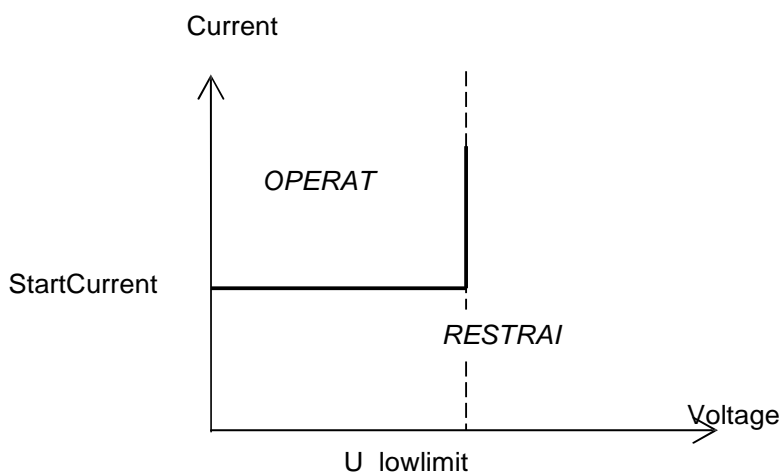 Current
OPERAT
StartCurrent
RESTRAI
Voltage
U lowlimit